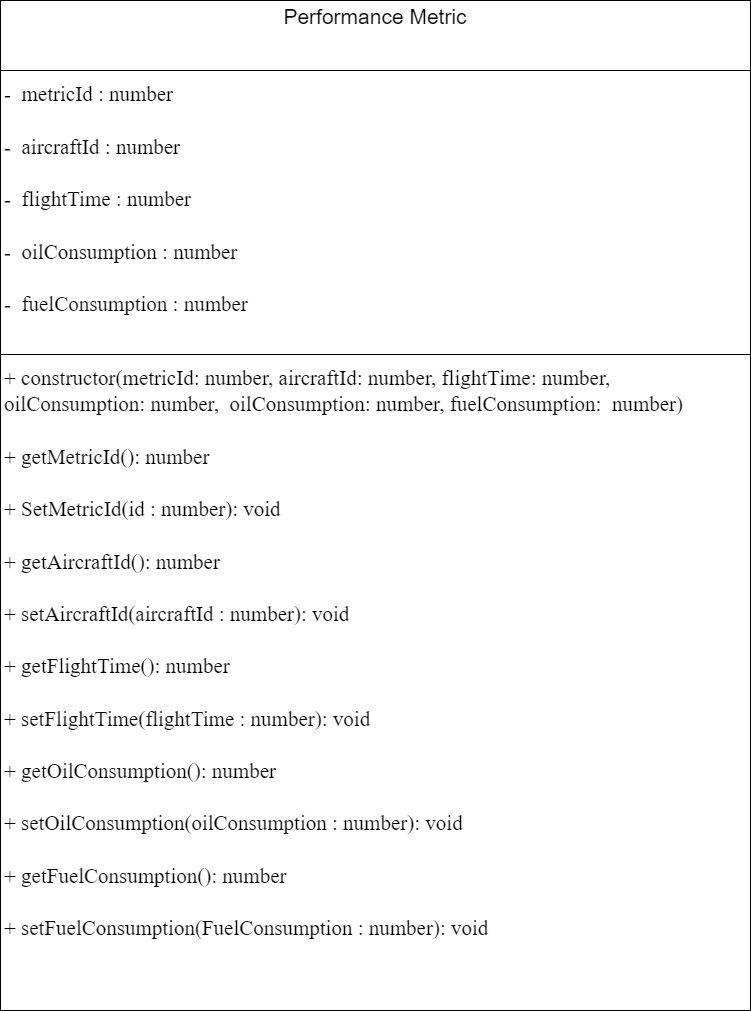 Performance Metric
- metricId : number
- aircraftId : number
- flightTime : number
- oilConsumption : number
- fuelConsumption : number
+ constructor(metricId: number, aircraftId: number, flightTime: number,
oilConsumption: number,  oilConsumption: number, fuelConsumption:  number)
+ getMetricId(): number
+ SetMetricId(id : number): void
+ getAircraftId(): number
+ setAircraftId(aircraftId : number): void
+ getFlightTime(): number
+ setFlightTime(flightTime : number): void
+ getOilConsumption(): number
+ setOilConsumption(oilConsumption : number): void
+ getFuelConsumption(): number
+ setFuelConsumption(FuelConsumption : number): void